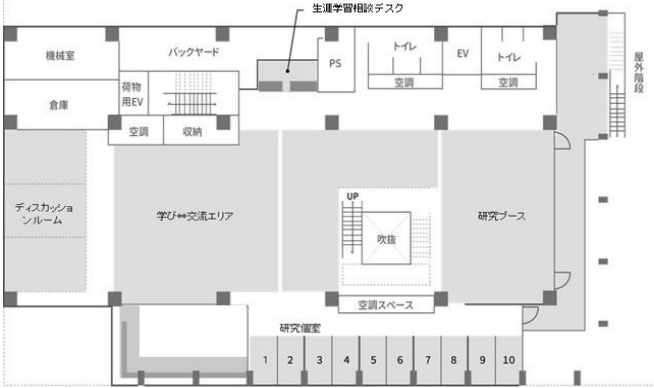 生涯学習相談デスク
機械室
バックヤード
PS
トイレ
EV
トイレ
屋外階段
空調
空調
倉庫
荷物
用EV
空調
収納
ディスカッショ
ンルーム
学び⇔交流エリア
UP
吹抜
研究ブース
空調スペース
研究個室
1 2 3 4 5 6 7 8 9 10